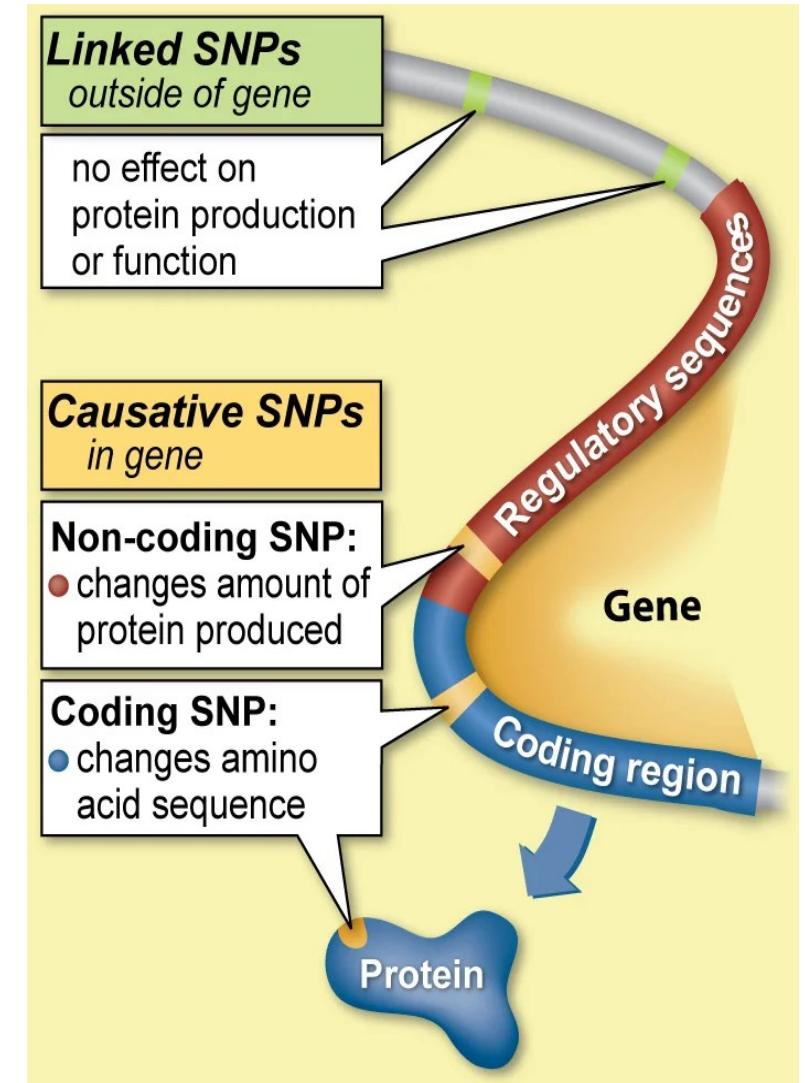 Linked SNPs
outside of gene
no effect on
protein production
or function
Regulatory sequences
Causative SNPs
in gene
Non-coding SNP:
changes amount of
protein produced
Gene
Coding SNP:
changes amino
acid sequence
Coding region
Protein